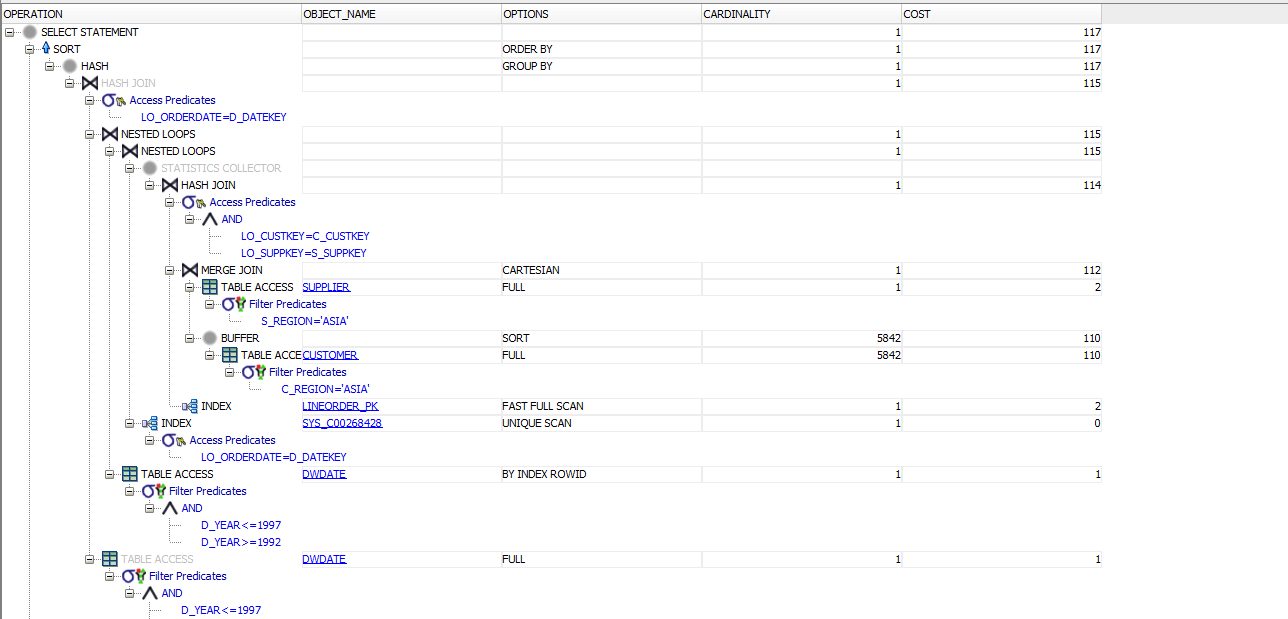 OPERATION OBJECT_NAME OPTIONS CARDINALITY COST
SELECT STATEMENT 1 117
SORT ORDER BY 1 117
HASH GROUP BY 1 117
HASH JOIN 1 115
Access Predicates
LO_ORDERDATE=D_DATEKEY
NESTED LOOPS 1 115
NESTED LOOPS 1 115
STATISTICS COLLECTOR
HASH JOIN 1 114
Access Predicates
AND
LO_CUSTKEY=C_CUSTKEY
LO_SUPPKEY=S_SUPPKEY
MERGE JOIN CARTESIAN 1 112
TABLE ACCESS SUPPLIER FULL 1 2
Filter Predicates
S_REGION='ASIA'
BUFFER SORT 5842 110
TABLE ACCE CUSTOMER FULL 5842 110
Filter Predicates
C_REGION='ASIA'
INDEX LINEORDER_PK FAST FULL SCAN 1 2
INDEX SYS_C00268428 UNIQUE SCAN 1 0
Access Predicates
LO_ORDERDATE=D_DATEKEY
TABLE ACCESS DWDATE BY INDEX ROWID 1 1
Filter Predicates
AND
D_YEAR<=1997
D_YEAR>=1992
TABLE ACCESS DWDATE FULL 1 1
Filter Predicates
AND
D_YEAR<=1997